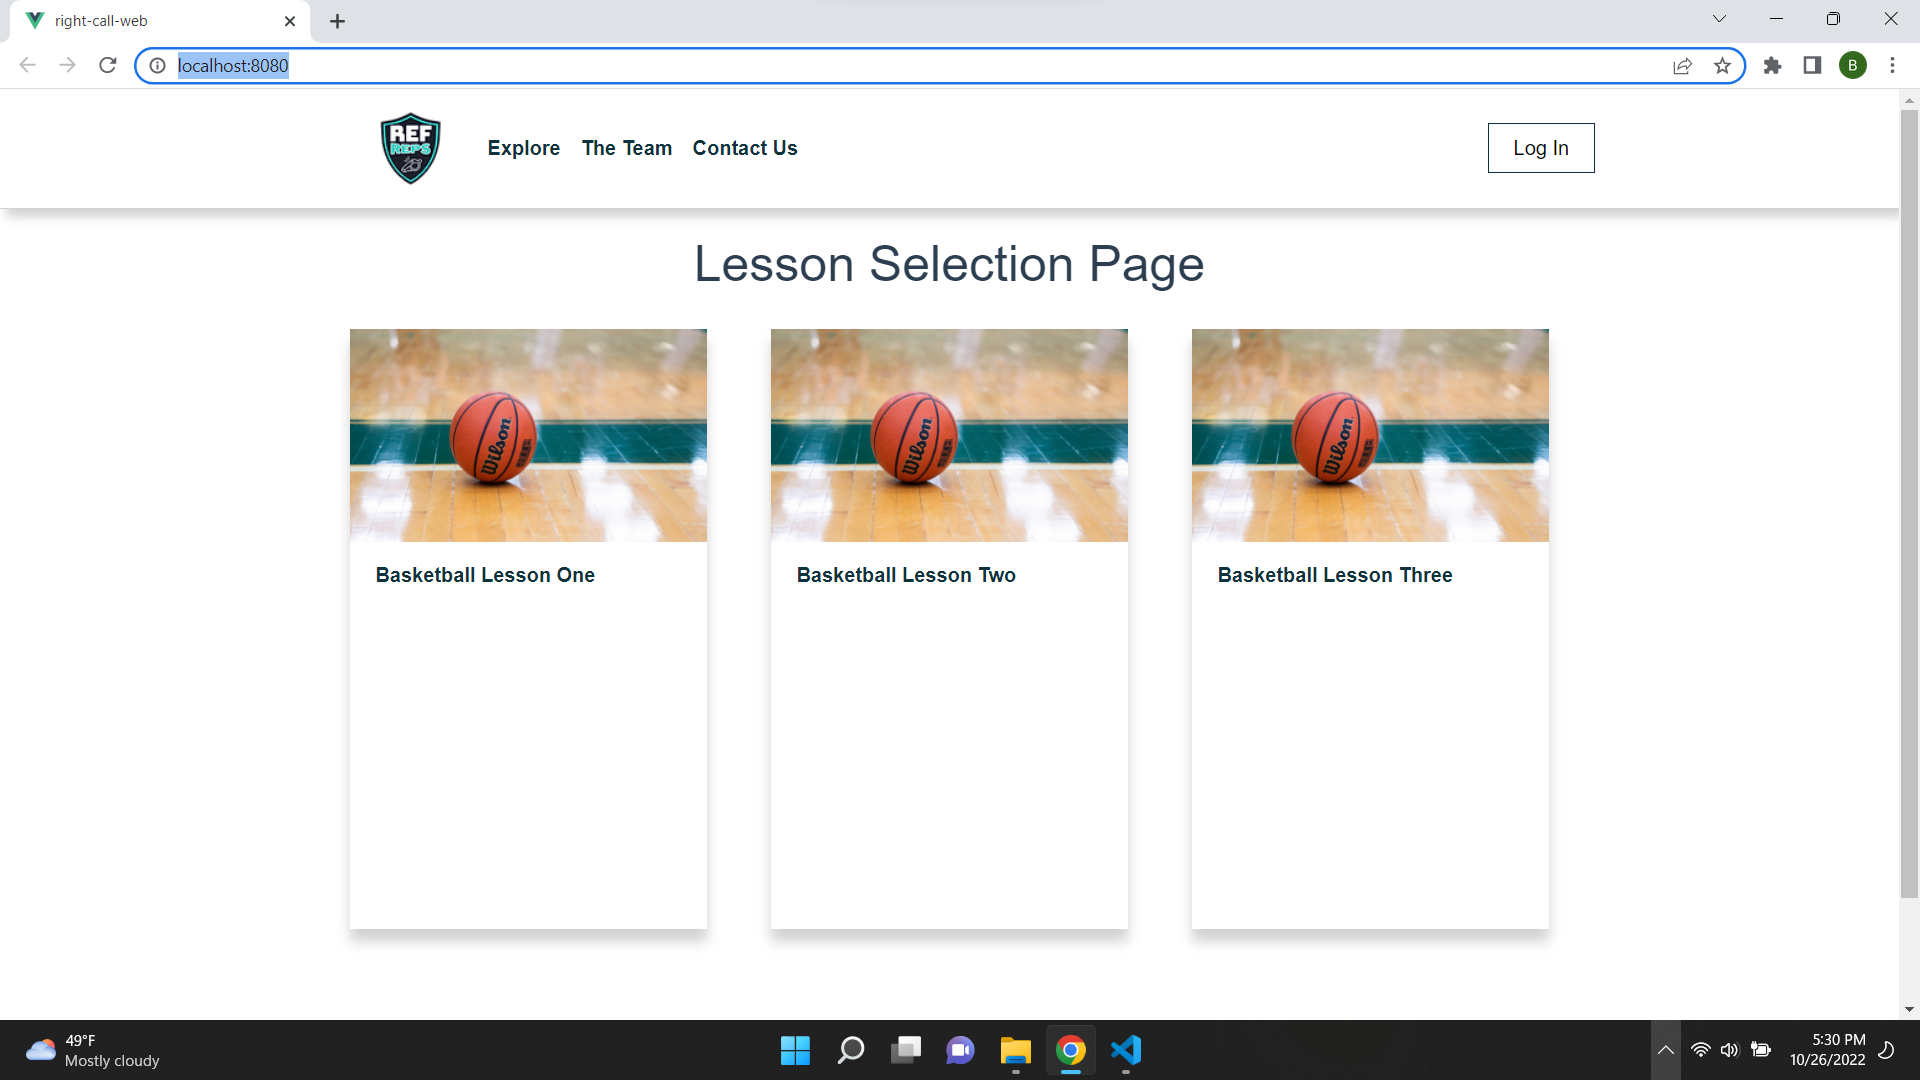 right-call-web
localhost:8080
B
REF
REPS
Explore The Team Contact Us
Log In
Lesson Selection Page
Wilson
Wilson
Wilson
Basketball Lesson One
Basketball Lesson Two
Basketball Lesson Three
49°F
Mostly cloudy
5:30 PM
10/26/2022